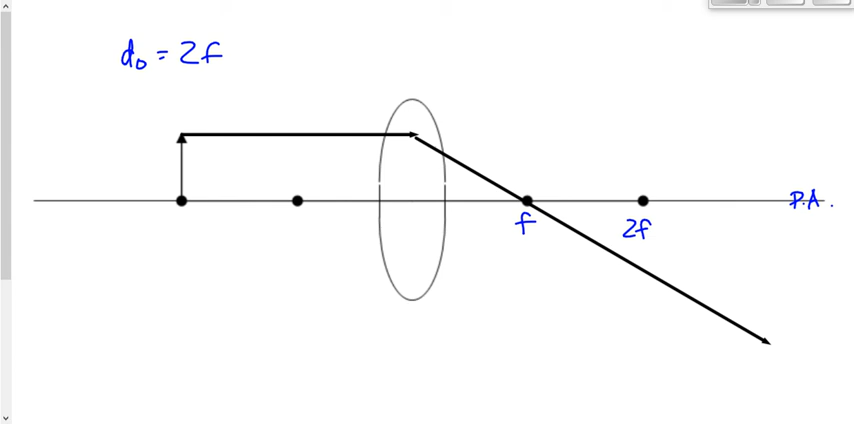 d₀ = 2f
P.A.
f
2f